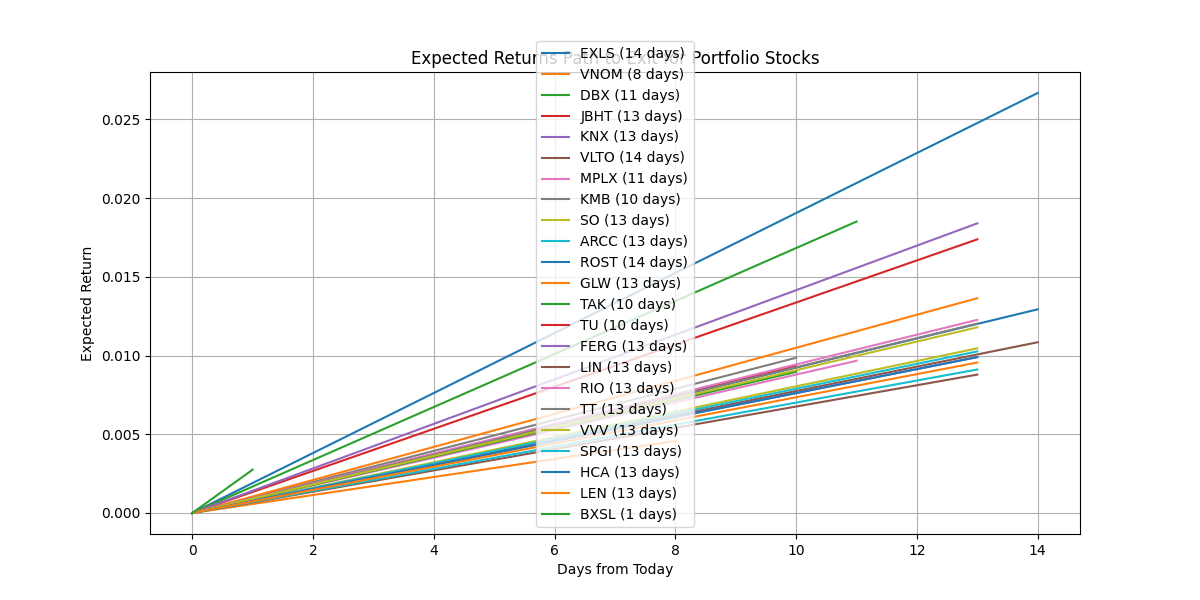 Expected Returns Path to Exit for Portfolio Stocks
EXLS (14 days)
VNOM (8 days)
DBX (11 days)
JBHT (13 days)
KNX (13 days)
VLTO (14 days)
MPLX (11 days)
KMB (10 days)
SO (13 days)
ARCC (13 days)
ROST (14 days)
GLW (13 days)
TAK (10 days)
TU (10 days)
FERG (13 days)
LIN (13 days)
RIO (13 days)
TT (13 days)
VVV (13 days)
SPGI (13 days)
HCA (13 days)
LEN (13 days)
BXSL (1 days)
Expected Return
0.025
0.020
0.015
0.010
0.005
0.000
0 2 4 6 8 10 12 14
Days from Today